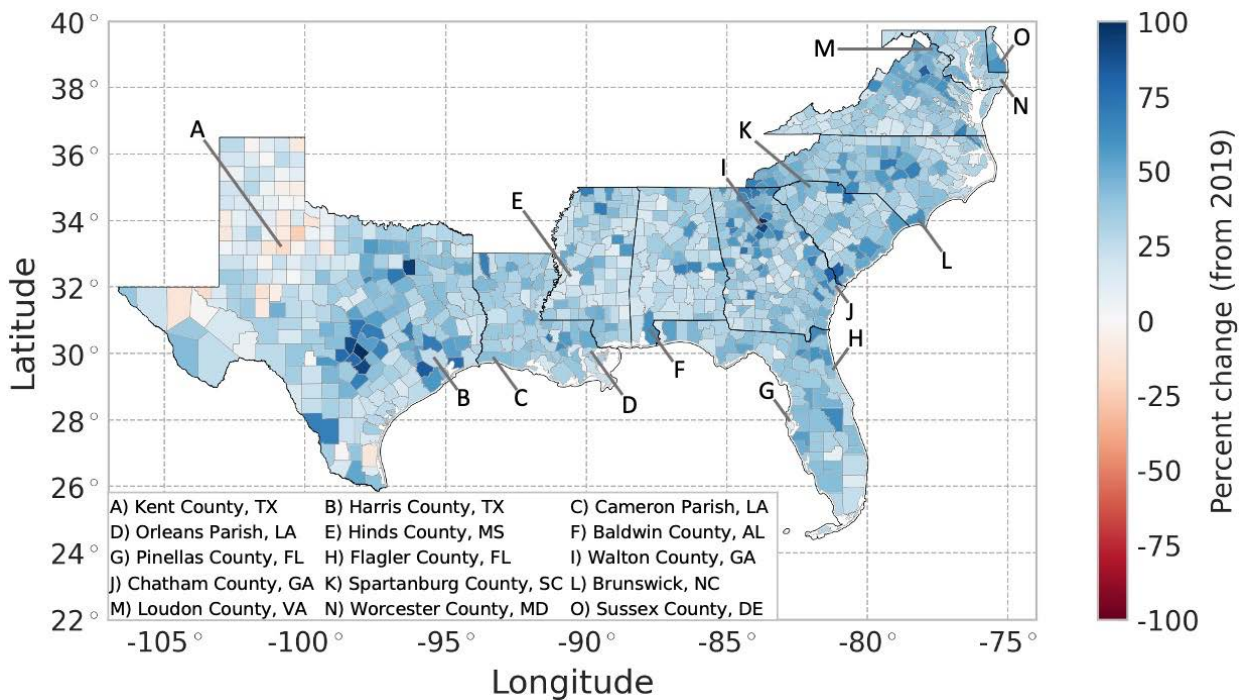 40°
38°
36°
34°
32°
30°
28°
26°
24°
22°
Latitude
-105° -100° -95° -90° -85° -80° -75°
Longitude
A
B
C
D
E
F
G
H
I
J
K
L
M
N
O
A) Kent County, TX B) Harris County, TX C) Cameron Parish, LA
D) Orleans Parish, LA E) Hinds County, MS F) Baldwin County, AL
G) Pinellas County, FL H) Flagler County, FL I) Walton County, GA
J) Chatham County, GA K) Spartanburg County, SC L) Brunswick, NC
M) Loudon County, VA N) Worcester County, MD O) Sussex County, DE
100
75
50
25
0
-25
-50
-75
-100
Percent change (from 2019)